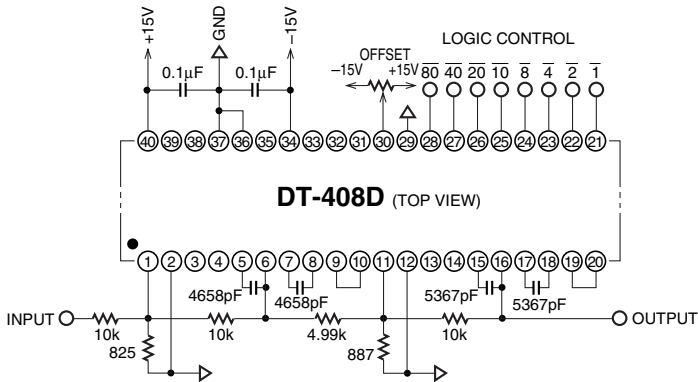 +15V
GND
−15V
0.1μF
0.1μF
OFFSET
−15V
+15V
LOGIC CONTROL
80 40 20 10 8 4 2 1
40 39 38 37 36 35 34 33 32 31 30 29 28 27 26 25 24 23 22 21
DT-408D (TOP VIEW)
1 2 3 4 5 6 7 8 9 10 11 12 13 14 15 16 17 18 19 20
4658pF
4658pF
5367pF
5367pF
INPUT
10k
10k
4.99k
10k
OUTPUT
825
887